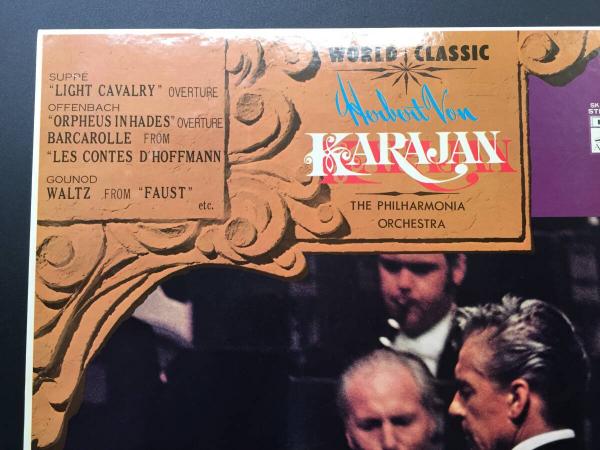 SUPPÉ
"LIGHT CAVALRY" OVERTURE
OFFENBACH
"ORPHEUS IN HADES" OVERTURE
BARCAROLLE FROM
"LES CONTES D'HOFFMANN
GOUNOD
WALTZ FROM "FAUST"
etc.
WORLD CLASSIC
Herbert Von
KARAJAN
THE PHILHARMONIA
ORCHESTRA
SK